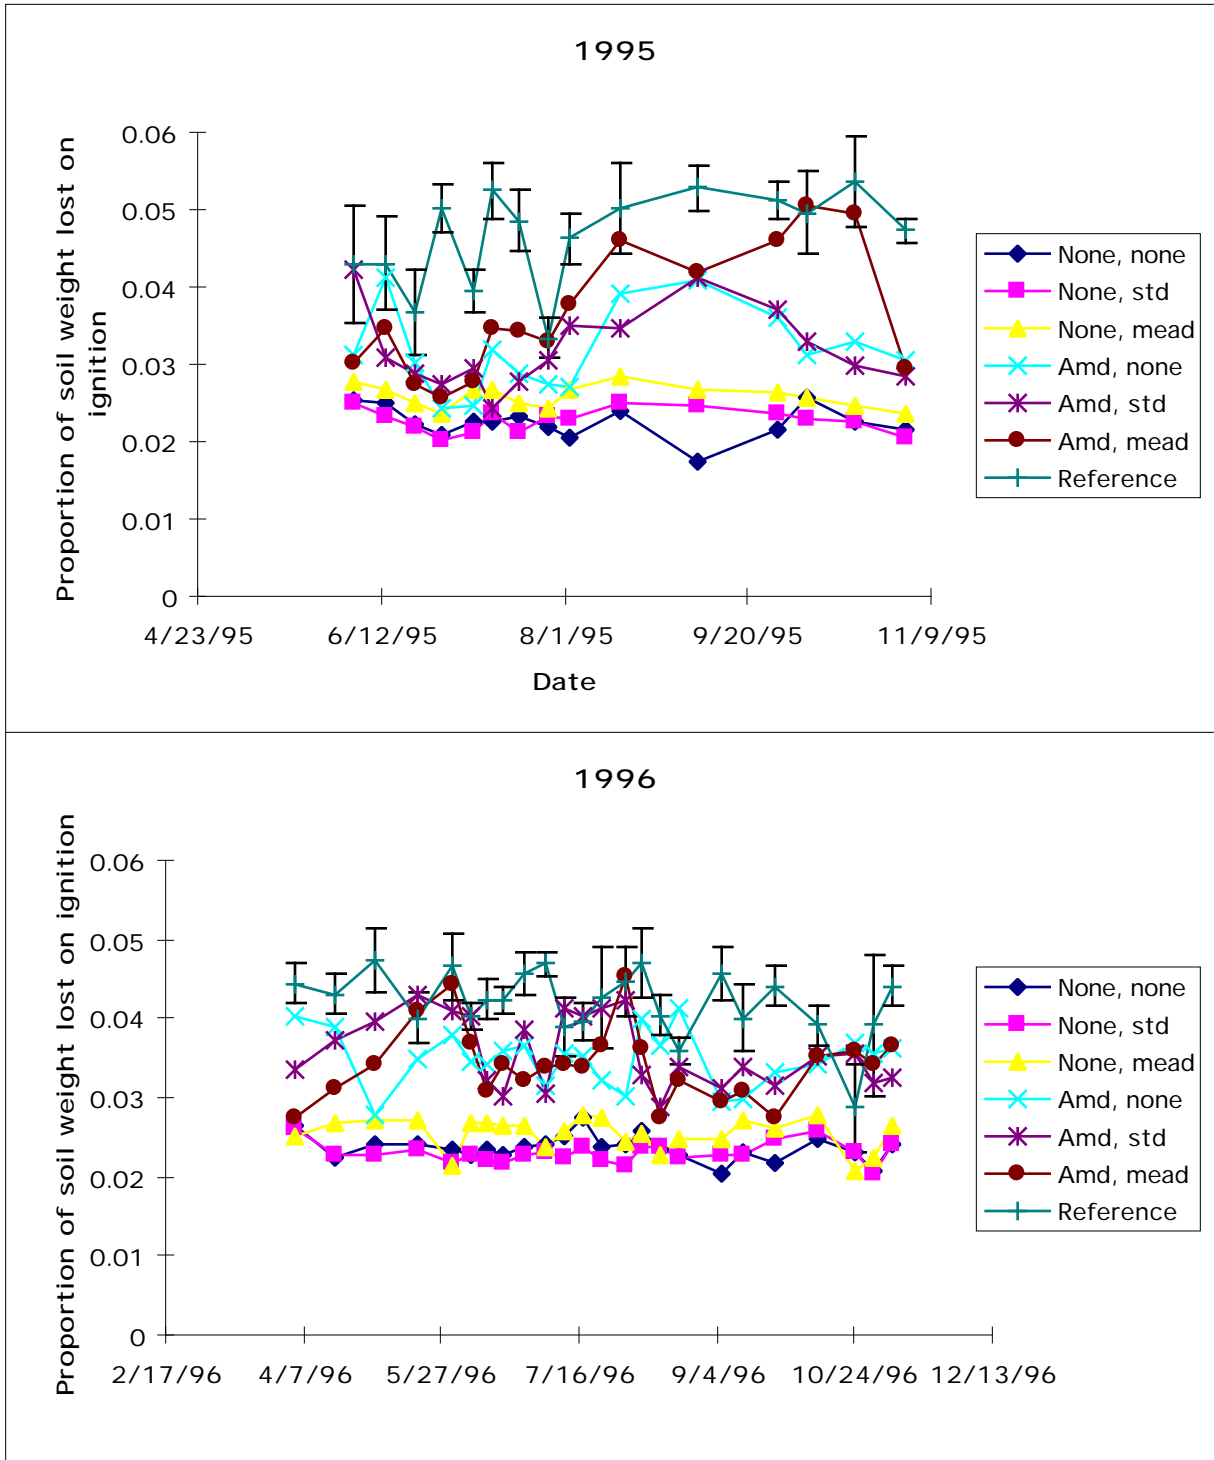 1995
Proportion of soil weight lost on
ignition
0.06
0.05
0.04
0.03
0.02
0.01
0
4/23/95 6/12/95 8/1/95 9/20/95 11/9/95
Date
None, none
None, std
None, mead
Amd, none
Amd, std
Amd, mead
Reference
1996
Proportion of soil weight lost on ignition
0.06
0.05
0.04
0.03
0.02
0.01
0
2/17/96 4/7/96 5/27/96 7/16/96 9/4/96 10/24/96 12/13/96
None, none
None, std
None, mead
Amd, none
Amd, std
Amd, mead
Reference